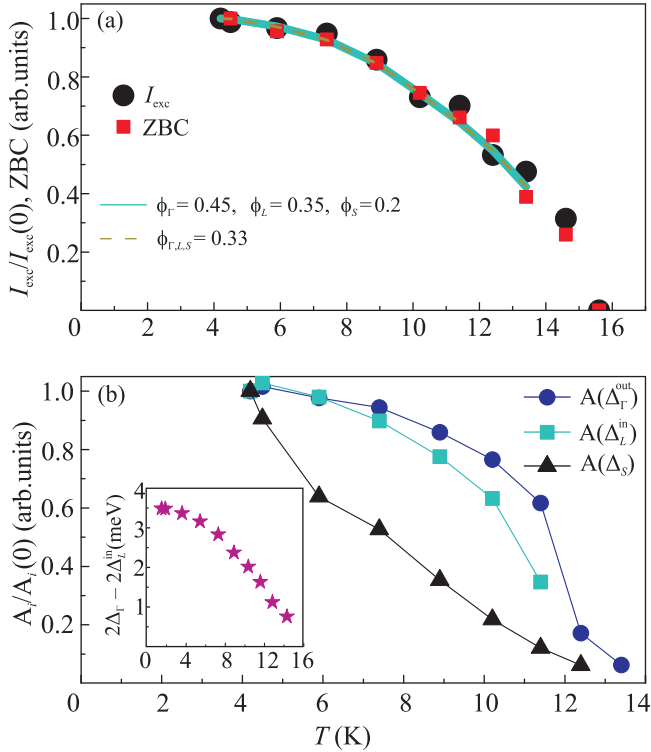 (a)
I_exc/I_exc(0), ZBC (arb.units)
1.0
0.8
0.6
0.4
0.2
I_exc
ZBC
ϕ_Γ = 0.45, ϕ_L = 0.35, ϕ_S = 0.2
ϕ_Γ,L,S = 0.33
0 2 4 6 8 10 12 14 16
(b)
A_i/A_i(0) (arb.units)
1.0
0.8
0.6
0.4
0.2
A(Δ_Γ^out)
A(Δ_L^in)
A(Δ_S)
2Δ_Γ − 2Δ_L^in (meV)
4
3
2
1
0 4 8 12 16
0 2 4 6 8 10 12 14
T (K)